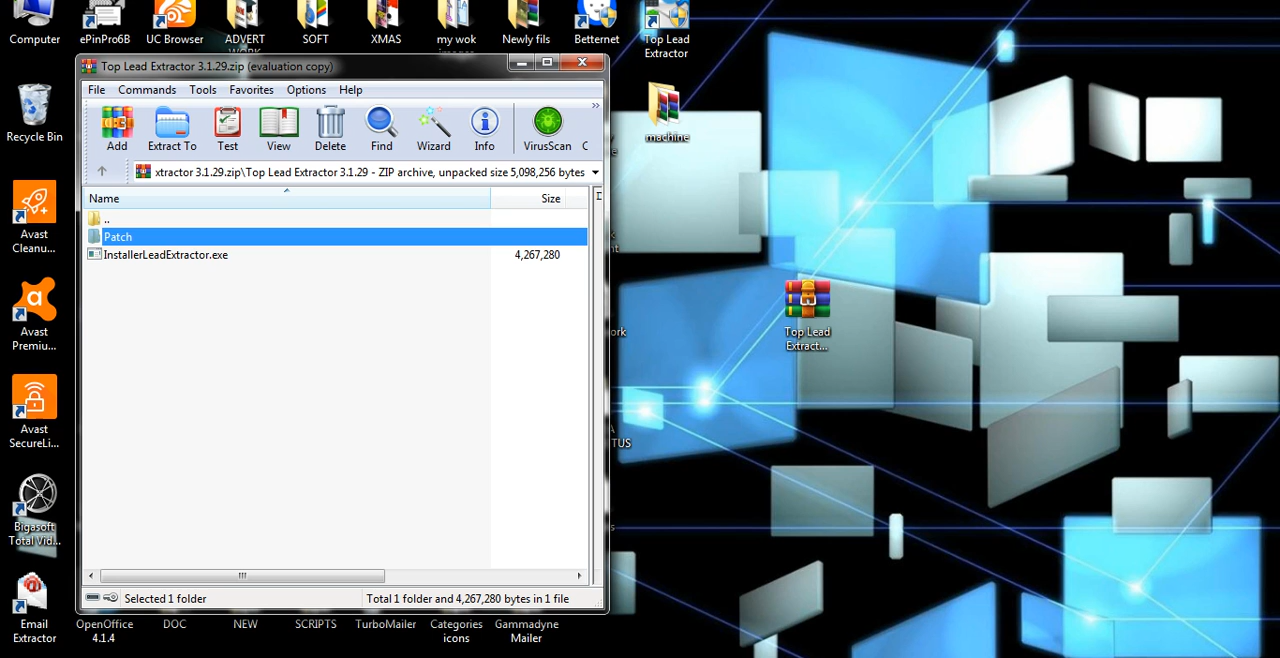 Computer
ePinPro6B
UC Browser
ADVERT
WORK
SOFT
XMAS
my wok
images
Newly fils
Betternet
Top Lead
Extractor
Top Lead Extractor 3.1.29.zip (evaluation copy)
File Commands Tools Favorites Options Help
Add
Extract To
Test
View
Delete
Find
Wizard
Info
VirusScan
C
»
xtractor 3.1.29.zip\Top Lead Extractor 3.1.29 - ZIP archive, unpacked size 5,098,256 bytes
Name Size
..
Patch
InstallerLeadExtractor.exe 4,267,280
Selected 1 folder
Total 1 folder and 4,267,280 bytes in 1 file
Recycle Bin
machine
Avast
Cleanu...
Avast
Premiu...
Top Lead
Extract...
ork
Avast
SecureLi...
TUS
Bigasoft
Total Vid...
Email
Extractor
OpenOffice
4.1.4
DOC
NEW
SCRIPTS
TurboMailer
Categories
icons
Gammadyne
Mailer